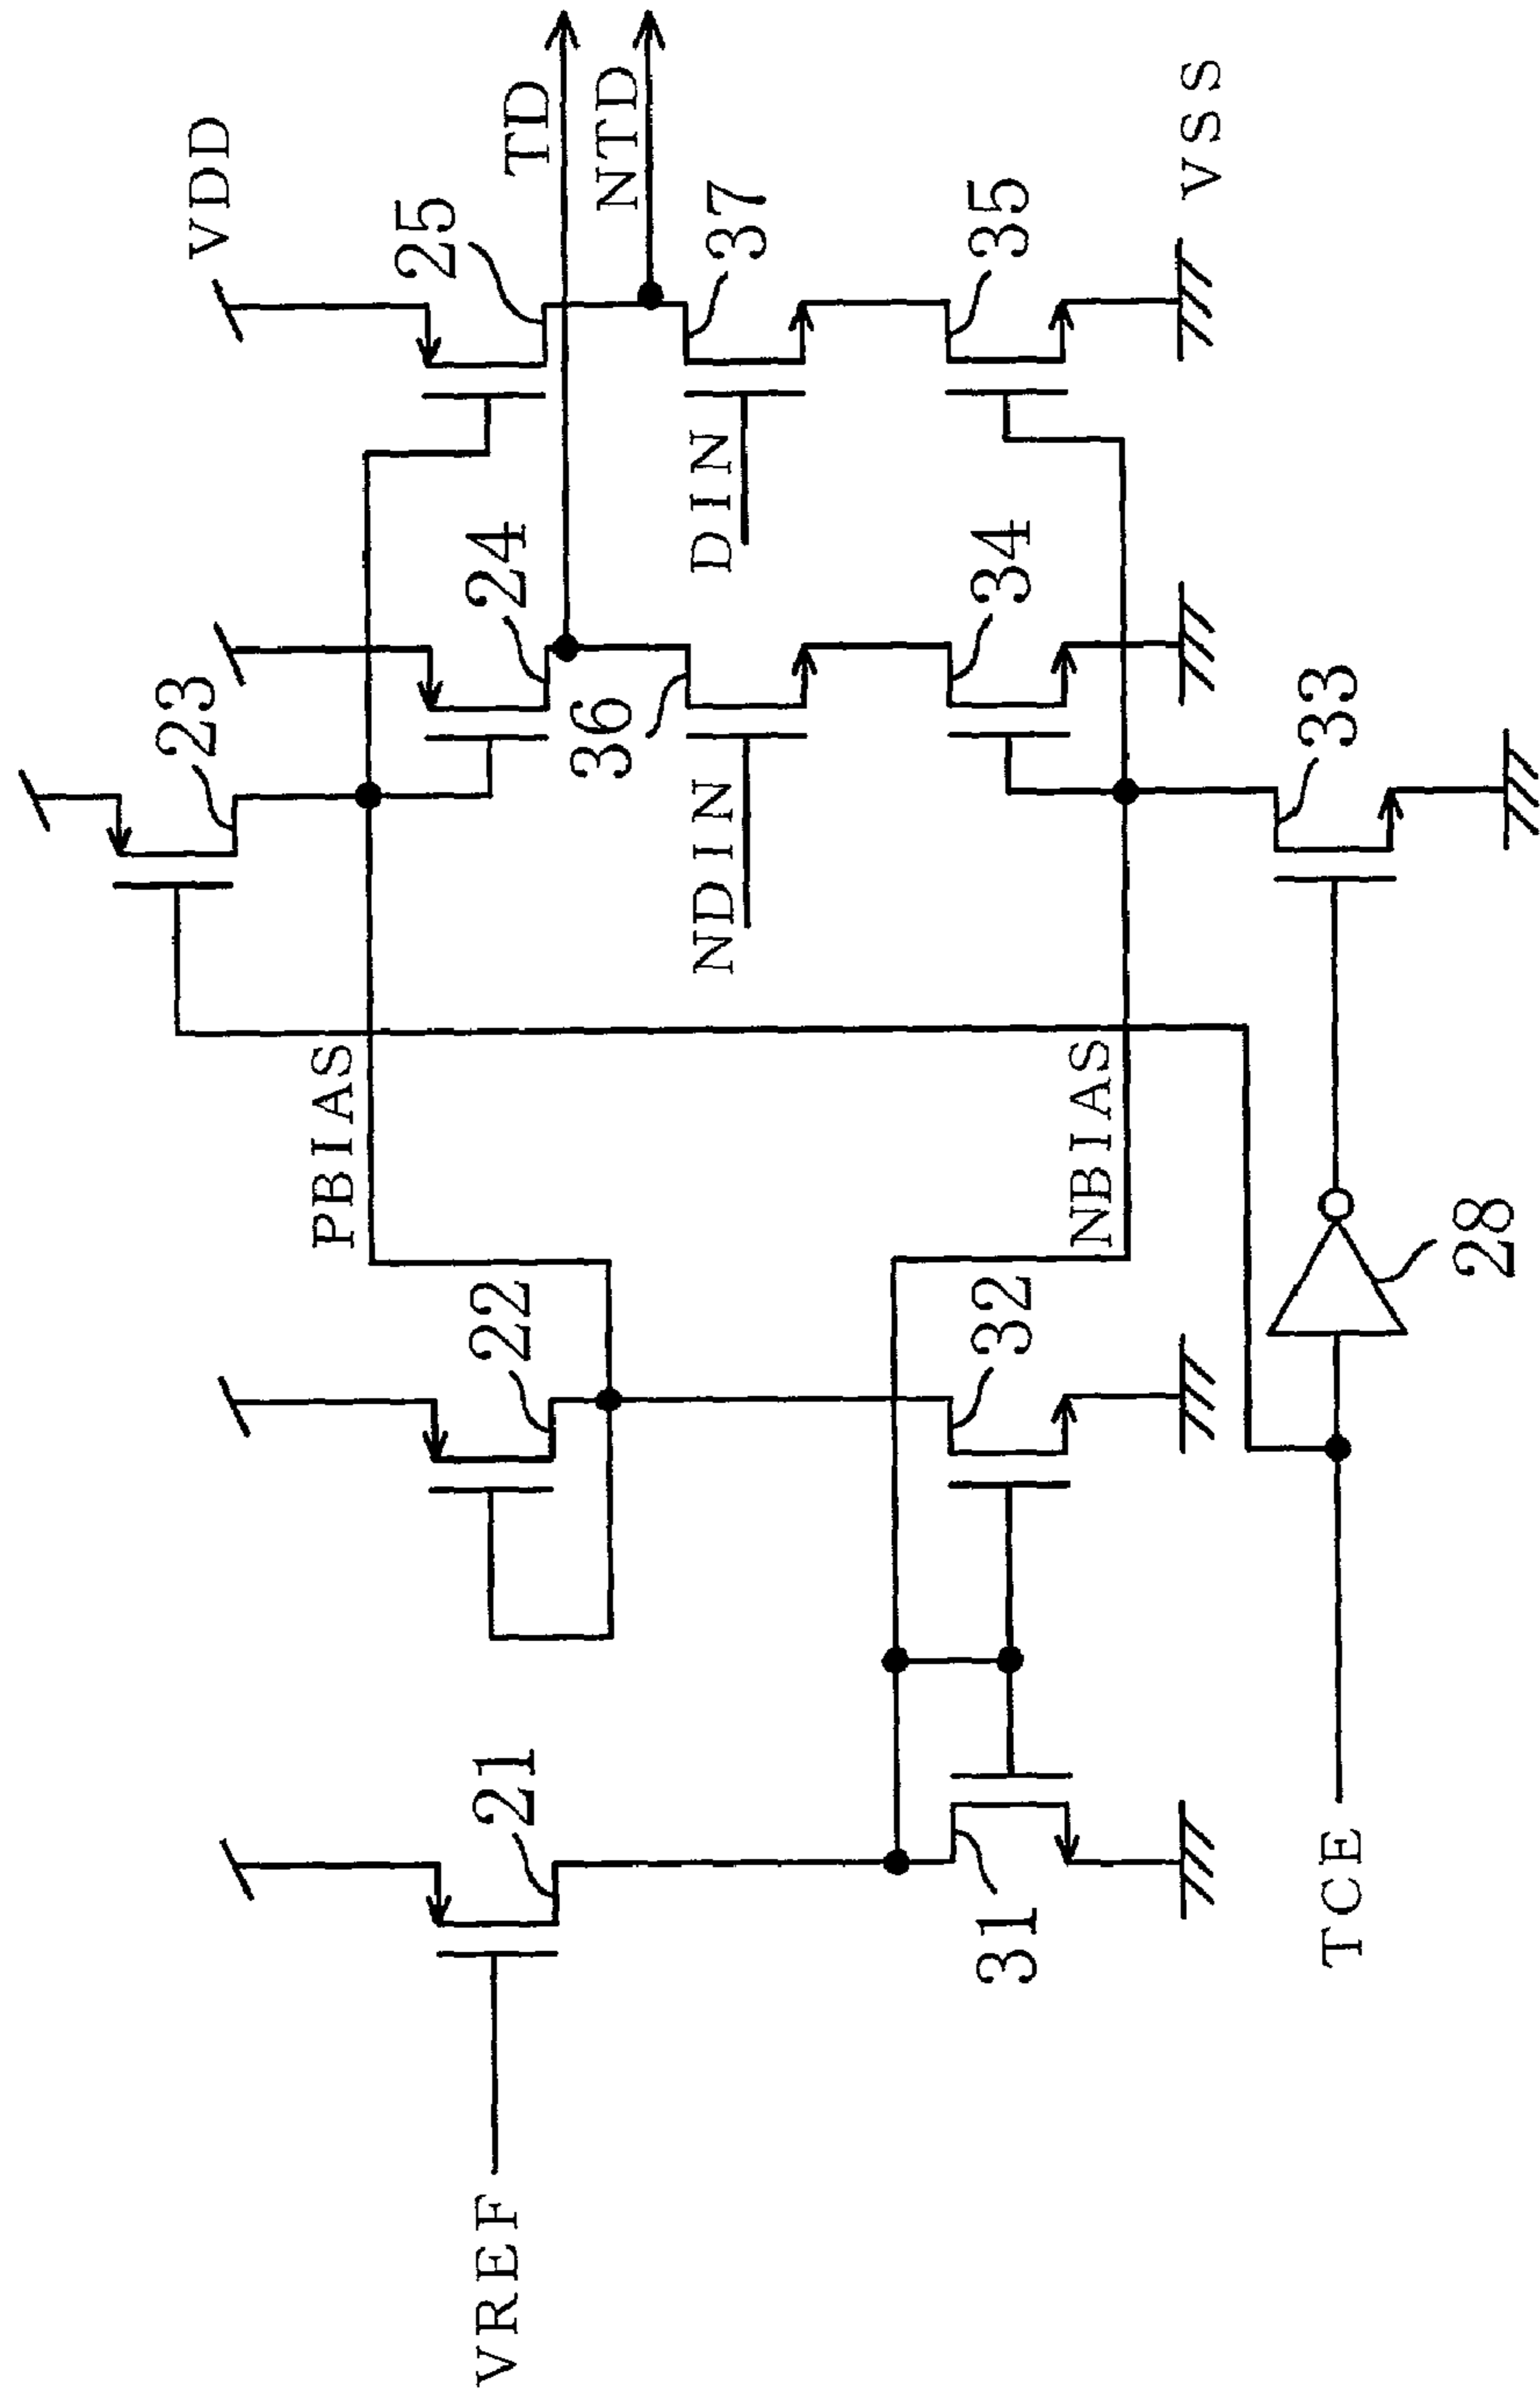 VDD
23
25
TD
24
NTD
PBIAS
22
21
VREF
36
37
NDIN
DIN
34
35
NBIAS
32
31
VSS
33
28
TCE